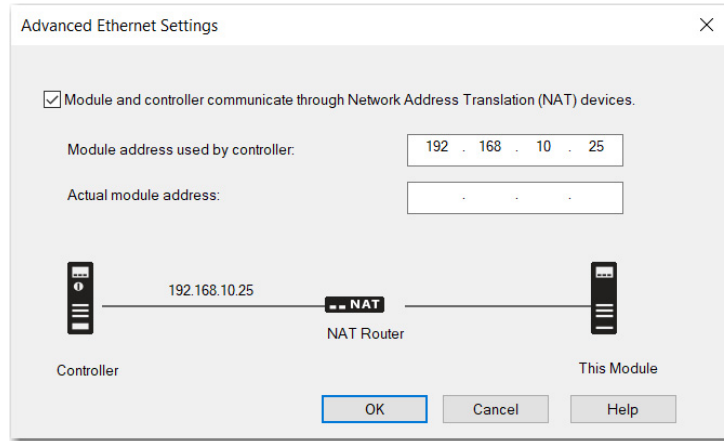 Advanced Ethernet Settings
Module and controller communicate through Network Address Translation (NAT) devices.
Module address used by controller: 192 . 168 . 10 . 25
Actual module address: . . .
192.168.10.25
NAT
NAT Router
Controller
This Module
OK Cancel Help